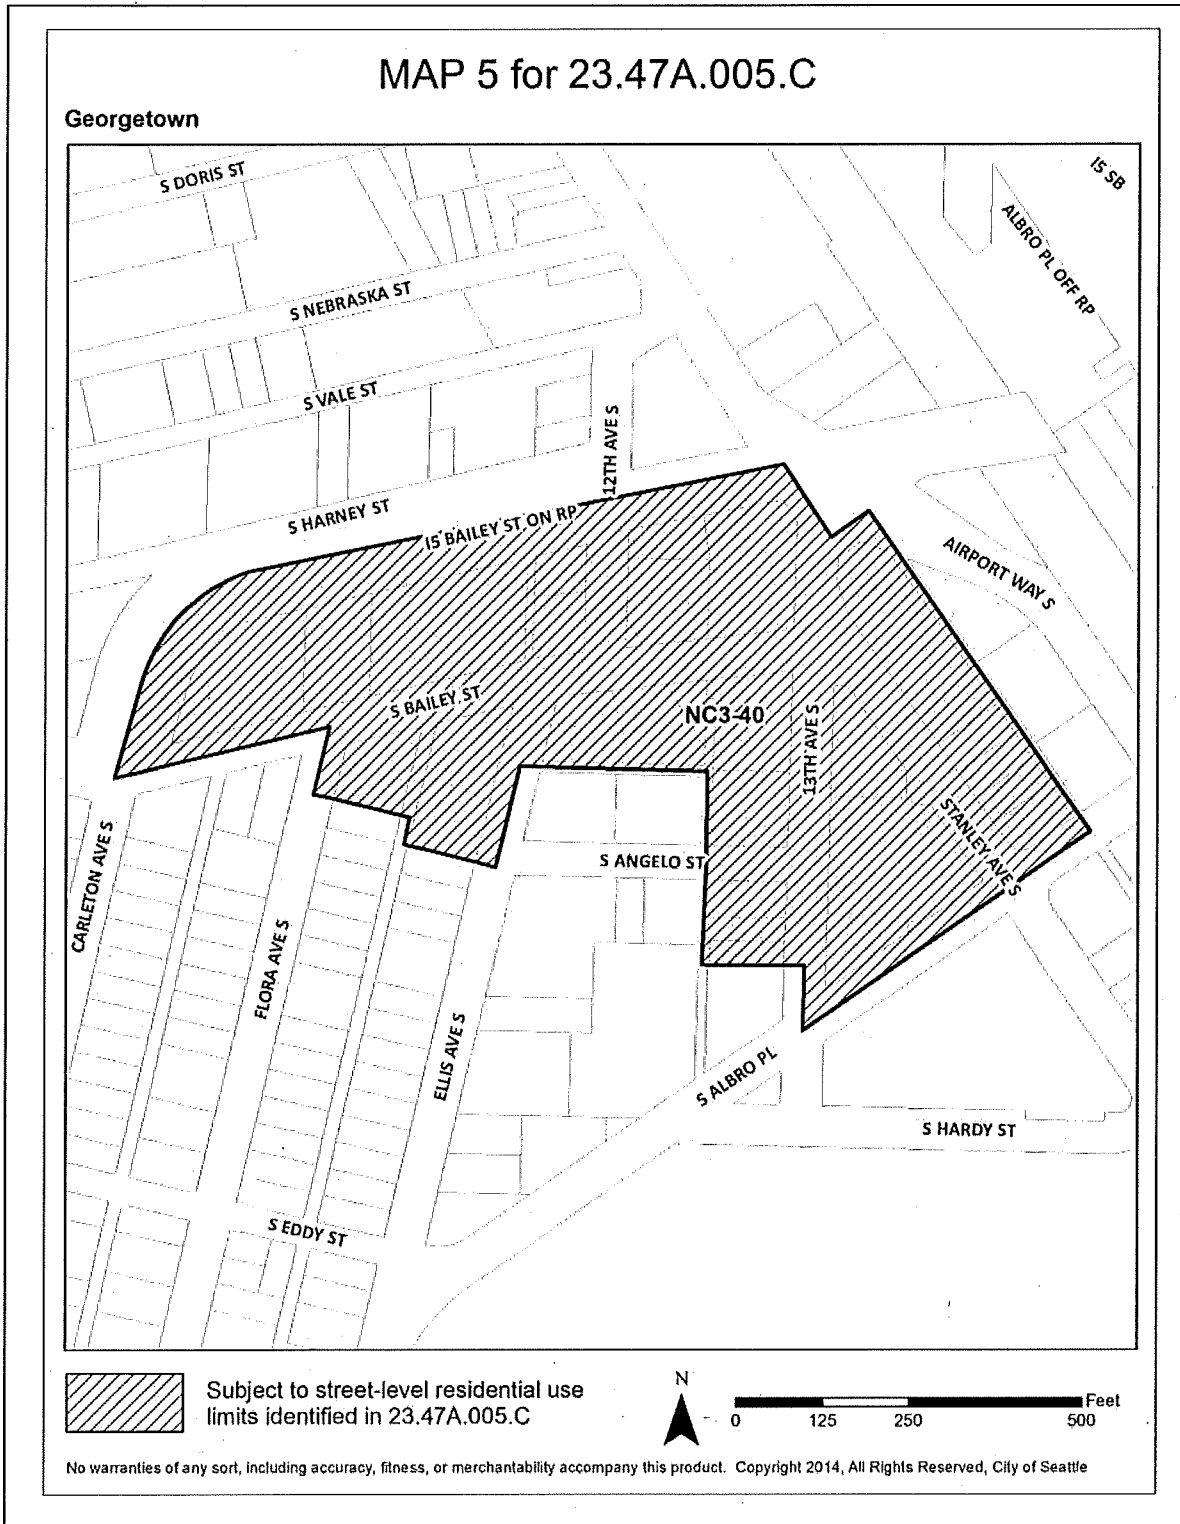 MAP 5 for 23.47A.005.C
Georgetown
S DORIS ST
I5 SB
ALBRO PL OFF RP
S NEBRASKA ST
S VALE ST
12TH AVE S
S HARNEY ST
I5 BAILEY ST ON RP
AIRPORT WAY S
S BAILEY ST
NC3-40
13TH AVE S
STANLEY AVE S
S ANGELO ST
CARLETON AVE S
FLORA AVE S
ELLIS AVE S
S ALBRO PL
S HARDY ST
S EDDY ST
Subject to street-level residential use
limits identified in 23.47A.005.C
N
Feet
0 125 250 500
No warranties of any sort, including accuracy, fitness, or merchantability accompany this product. Copyright 2014, All Rights Reserved, City of Seattle